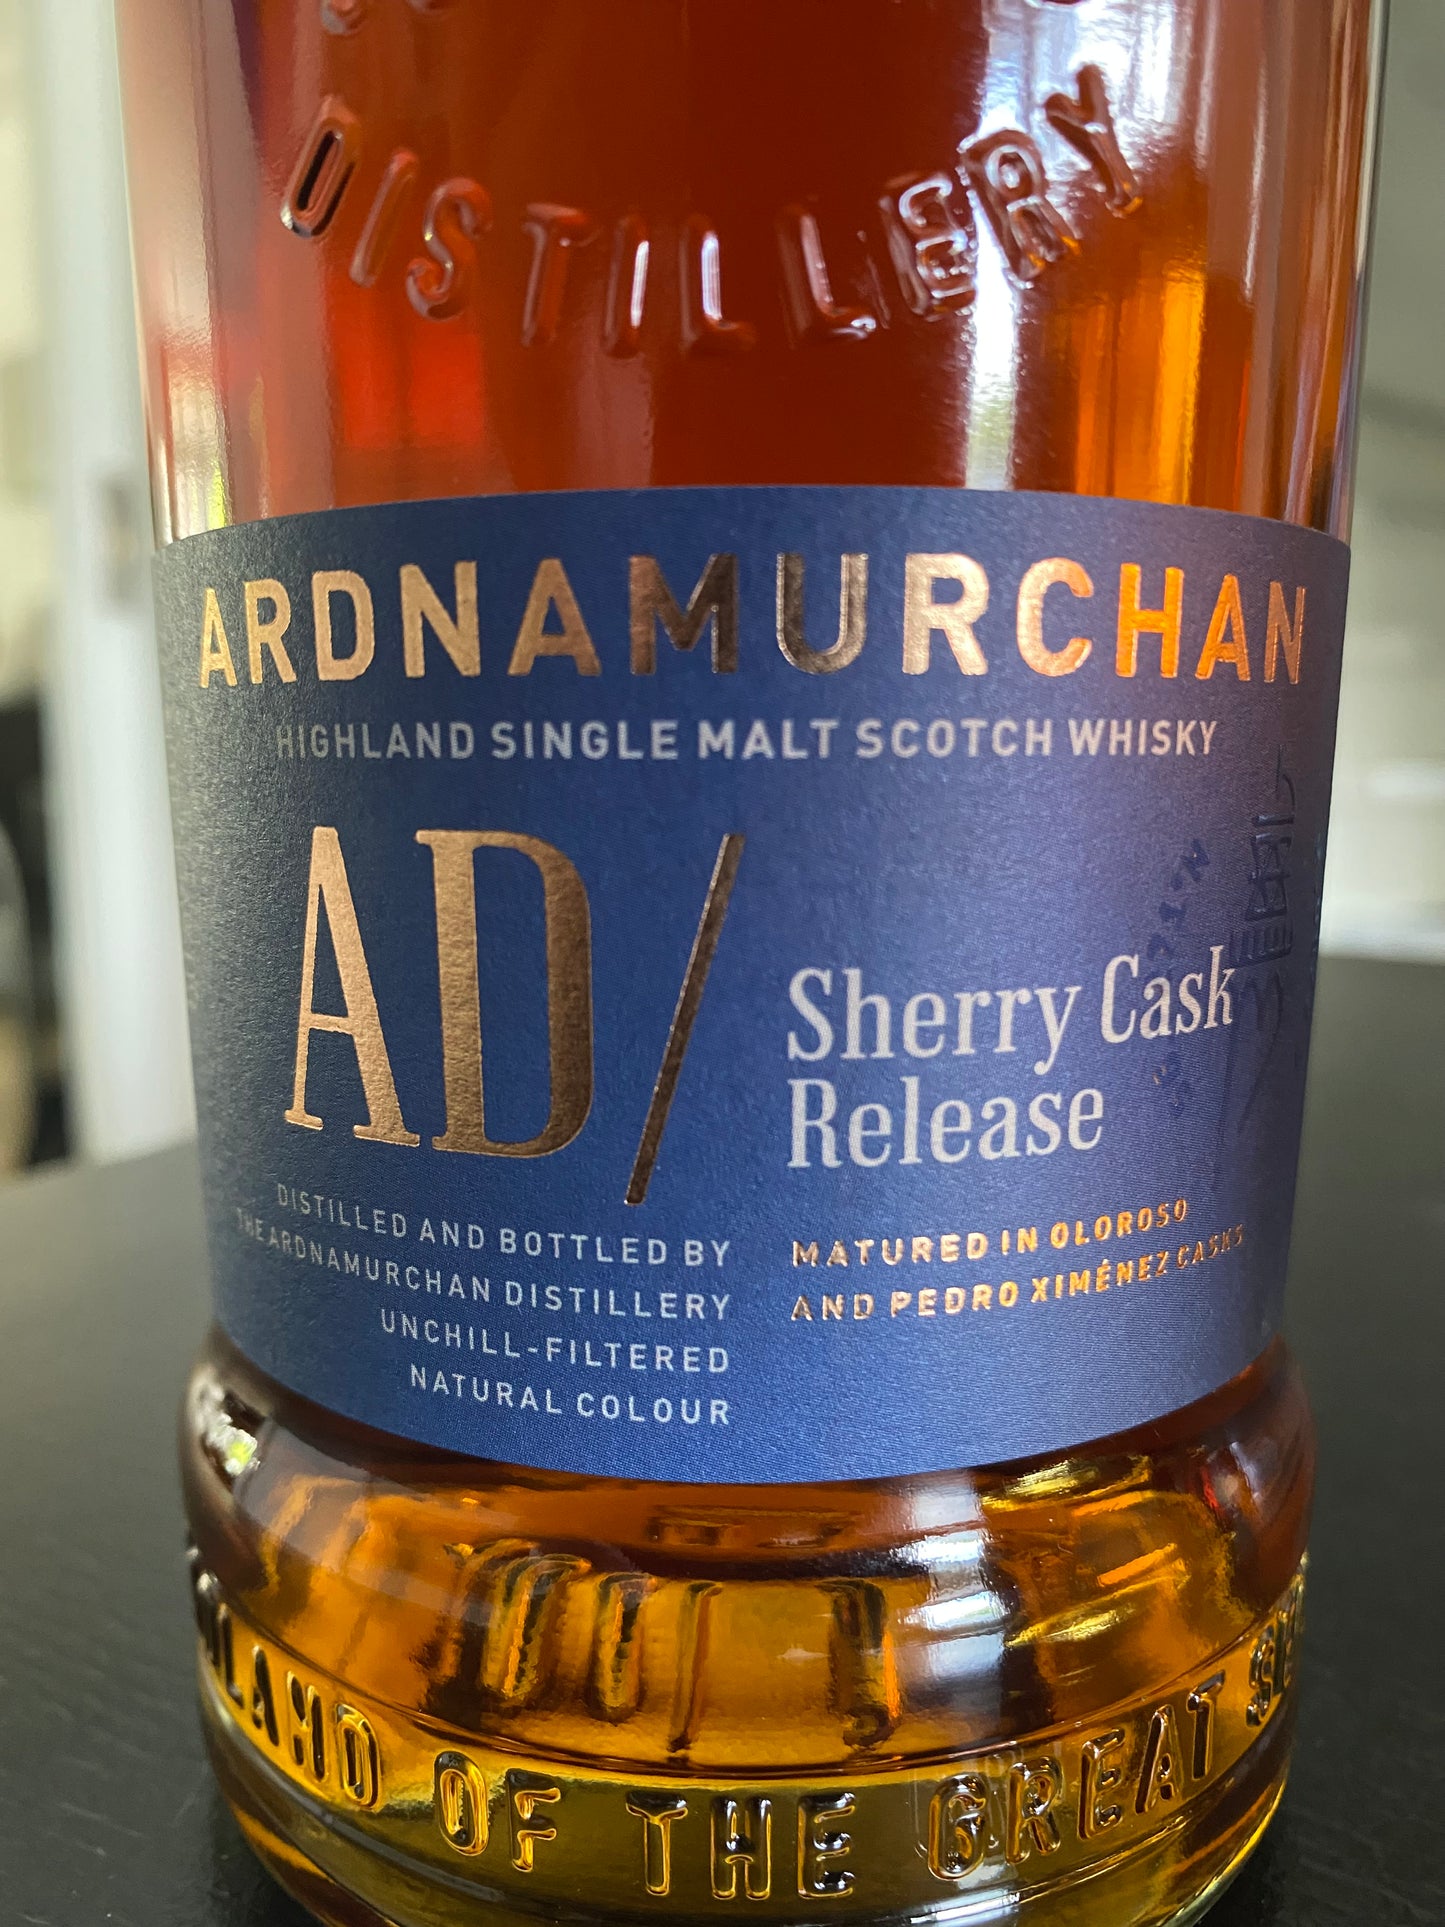 DISTILLERY
ARDNAMURCHAN
HIGHLAND SINGLE MALT SCOTCH WHISKY
AD/
Sherry Cask
Release
DISTILLED AND BOTTLED BY
THE ARDNAMURCHAN DISTILLERY
UNCHILL-FILTERED
NATURAL COLOUR
MATURED IN OLOROSO
AND PEDRO XIMÉNEZ CASKS
OF THE GREAT